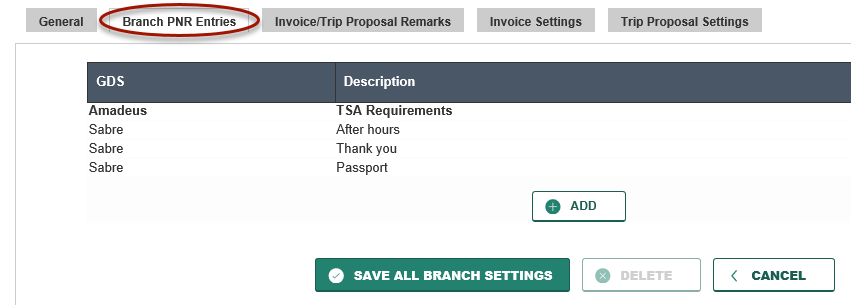 General Branch PNR Entries Invoice/Trip Proposal Remarks Invoice Settings Trip Proposal Settings
GDS Description
Amadeus TSA Requirements
Sabre After hours
Sabre Thank you
Sabre Passport
ADD
SAVE ALL BRANCH SETTINGS DELETE CANCEL